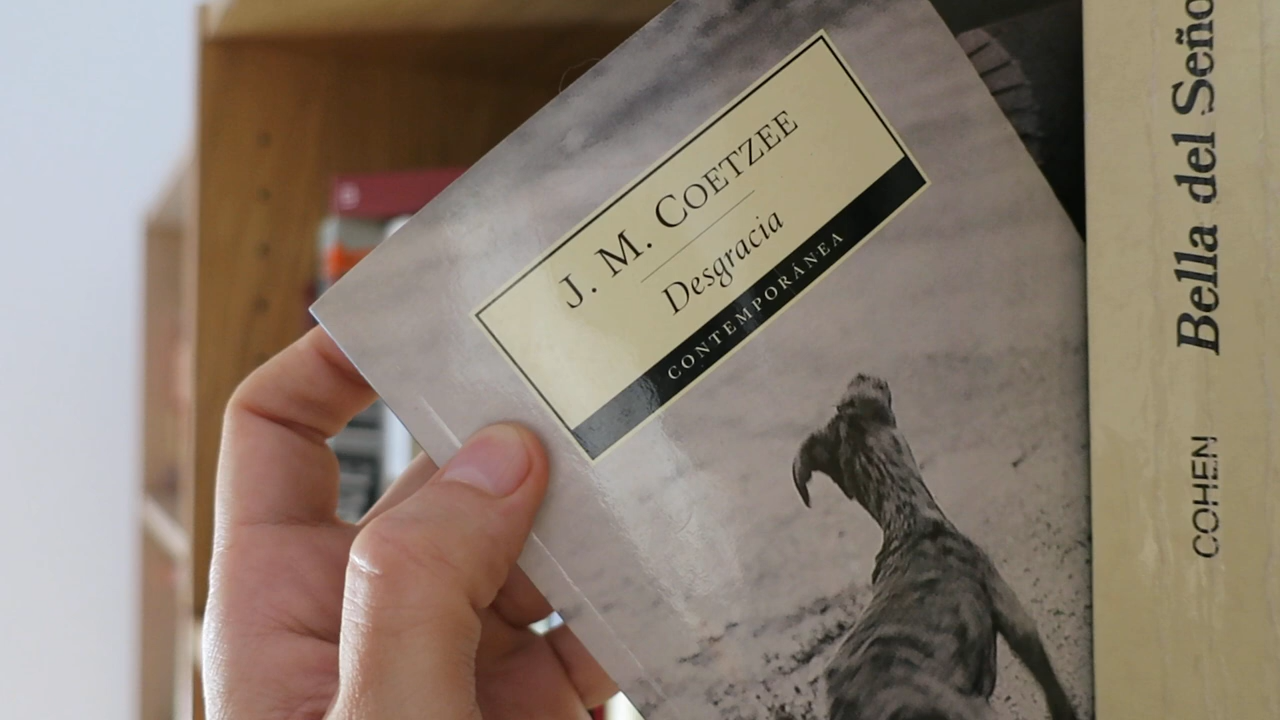 J. M. COETZEE
Desgracia
CONTEMPORÁNEA
COHEN Bella del Seño